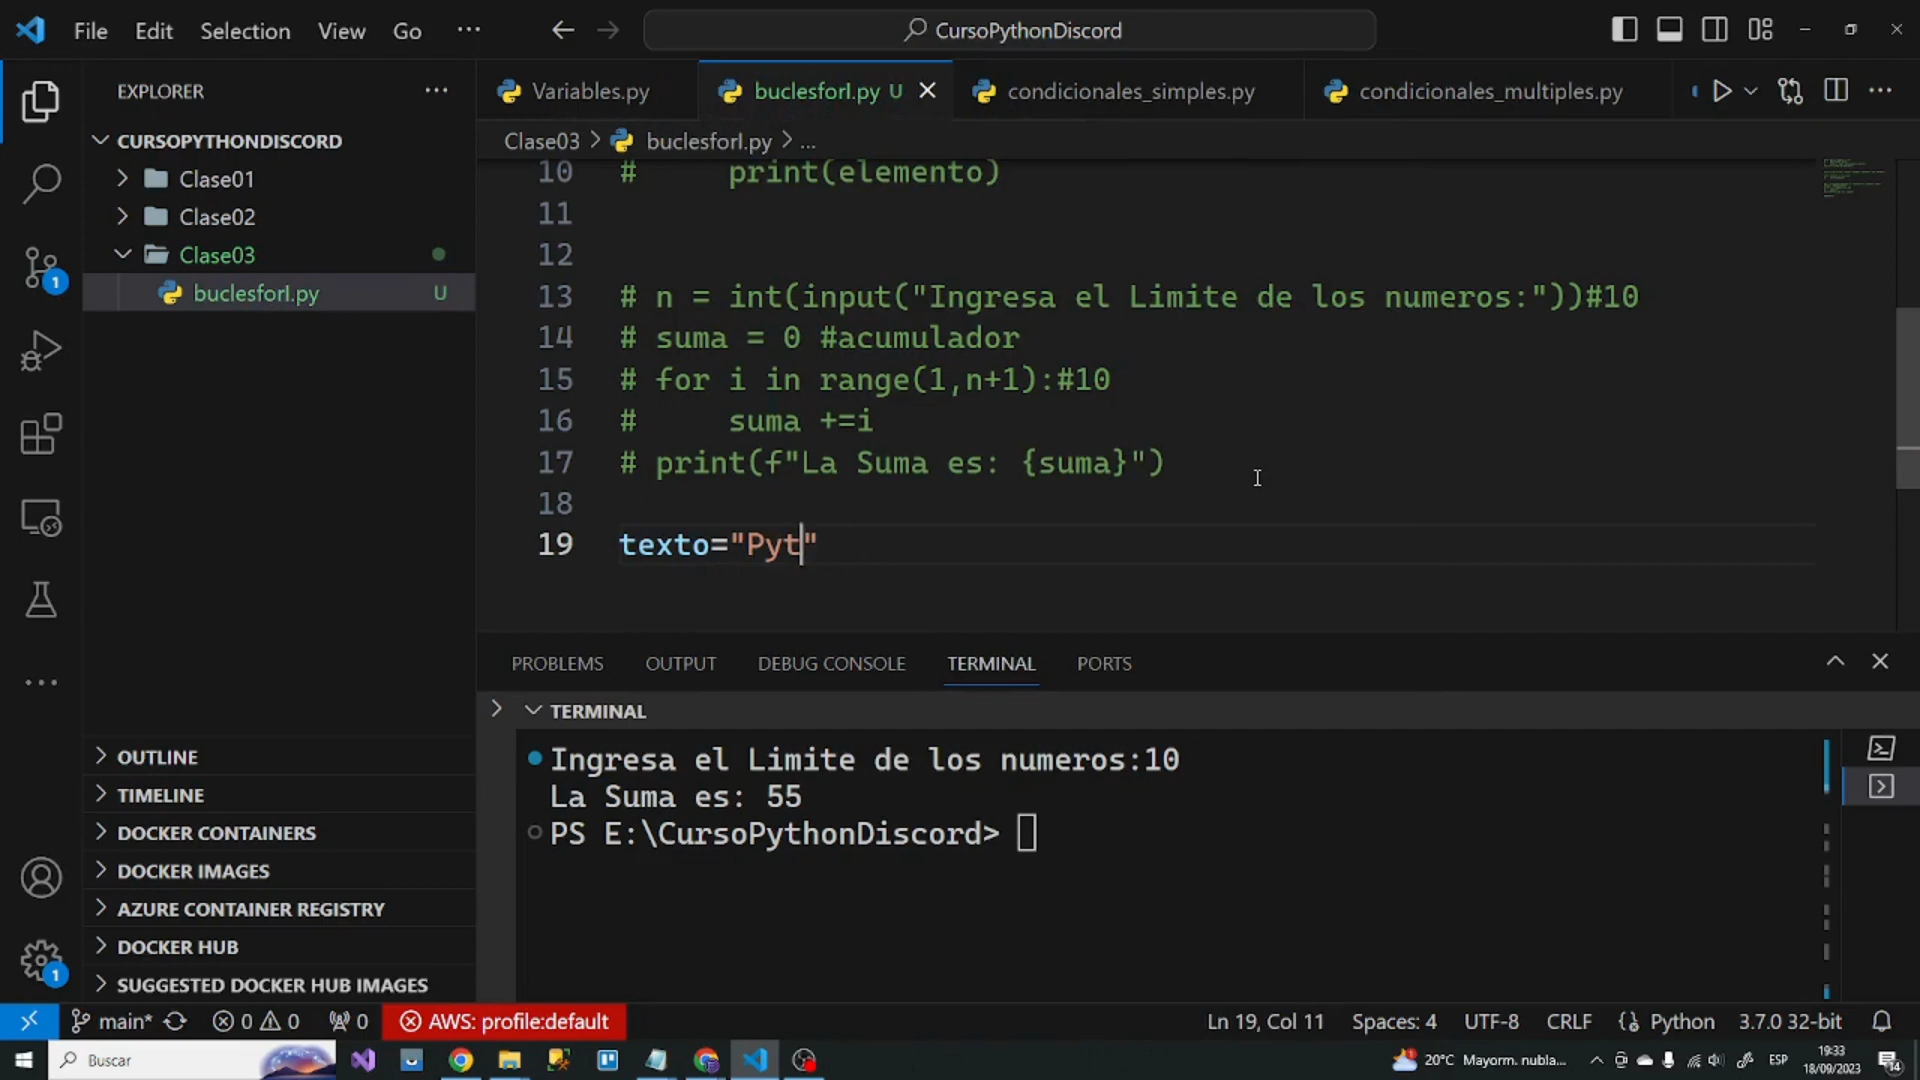 File Edit Selection View Go ··· CursoPythonDiscord
EXPLORER ···
Variables.py buclesforI.py U condicionales_simples.py condicionales_multiples.py ···
CURSOPYTHONDISCORD
Clase03 > buclesforI.py > ...
Clase01
Clase02
Clase03
buclesforI.py U
10 #     print(elemento)
11
12
13 # n = int(input("Ingresa el Limite de los numeros:"))#10
14 # suma = 0 #acumulador
15 # for i in range(1,n+1):#10
16 #     suma +=i
17 # print(f"La Suma es: {suma}")
18
19 texto="Pyt"
PROBLEMS OUTPUT DEBUG CONSOLE TERMINAL PORTS
TERMINAL
Ingresa el Limite de los numeros:10
La Suma es: 55
PS E:\CursoPythonDiscord>
OUTLINE
TIMELINE
DOCKER CONTAINERS
DOCKER IMAGES
AZURE CONTAINER REGISTRY
DOCKER HUB
SUGGESTED DOCKER HUB IMAGES
1
1
main* 0 0 0 AWS: profile:default Ln 19, Col 11 Spaces: 4 UTF-8 CRLF Python 3.7.0 32-bit
Buscar 20°C Mayorm. nubla... ESP 19:33
18/09/2023 14